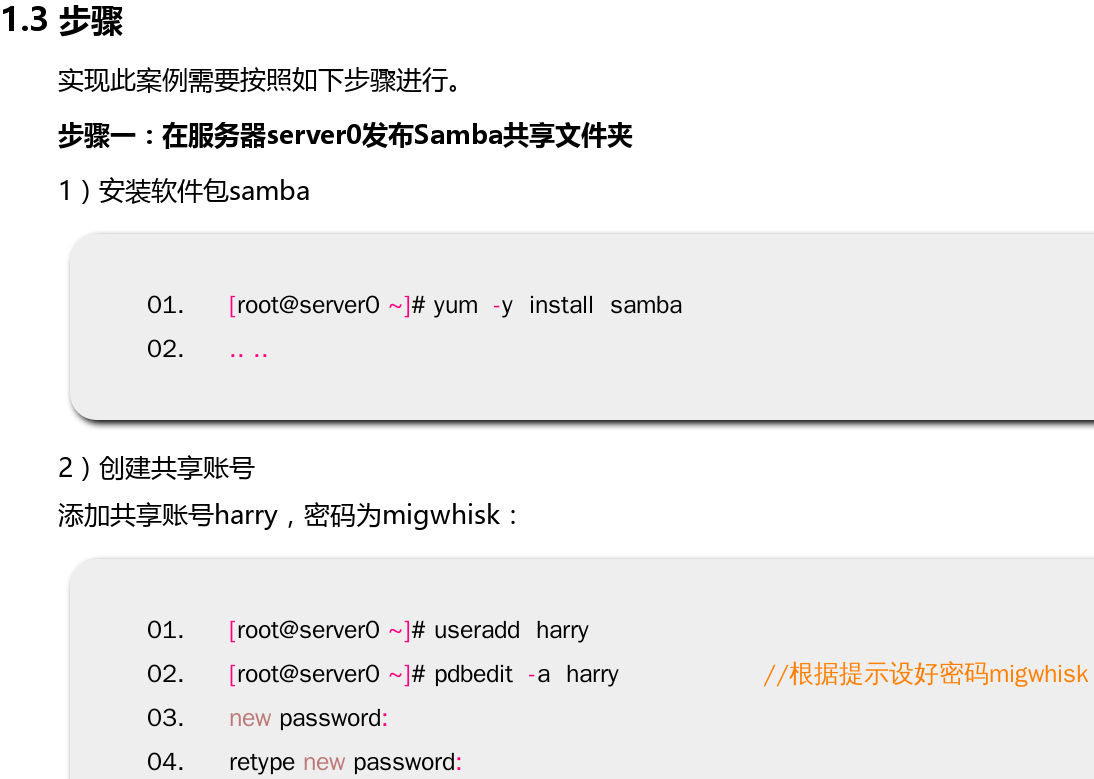 1.3 步骤
实现此案例需要按照如下步骤进行。
步骤一：在服务器server0发布Samba共享文件夹
1）安装软件包samba
01. [root@server0 ~]# yum -y install samba
02. .. ..
2）创建共享账号
添加共享账号harry，密码为migwhisk：
01. [root@server0 ~]# useradd harry
02. [root@server0 ~]# pdbedit -a harry //根据提示设好密码migwhisk
03. new password:
04. retype new password: